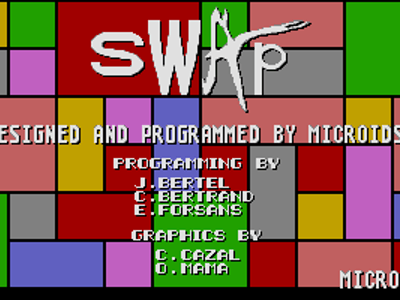 SWAP
ESIGNED AND PROGRAMMED BY MICROIDS
PROGRAMMING BY
J.BERTEL
C.BERTRAND
E.FORSANS
GRAPHICS BY
C.CAZAL
O.MAMA
MICRO